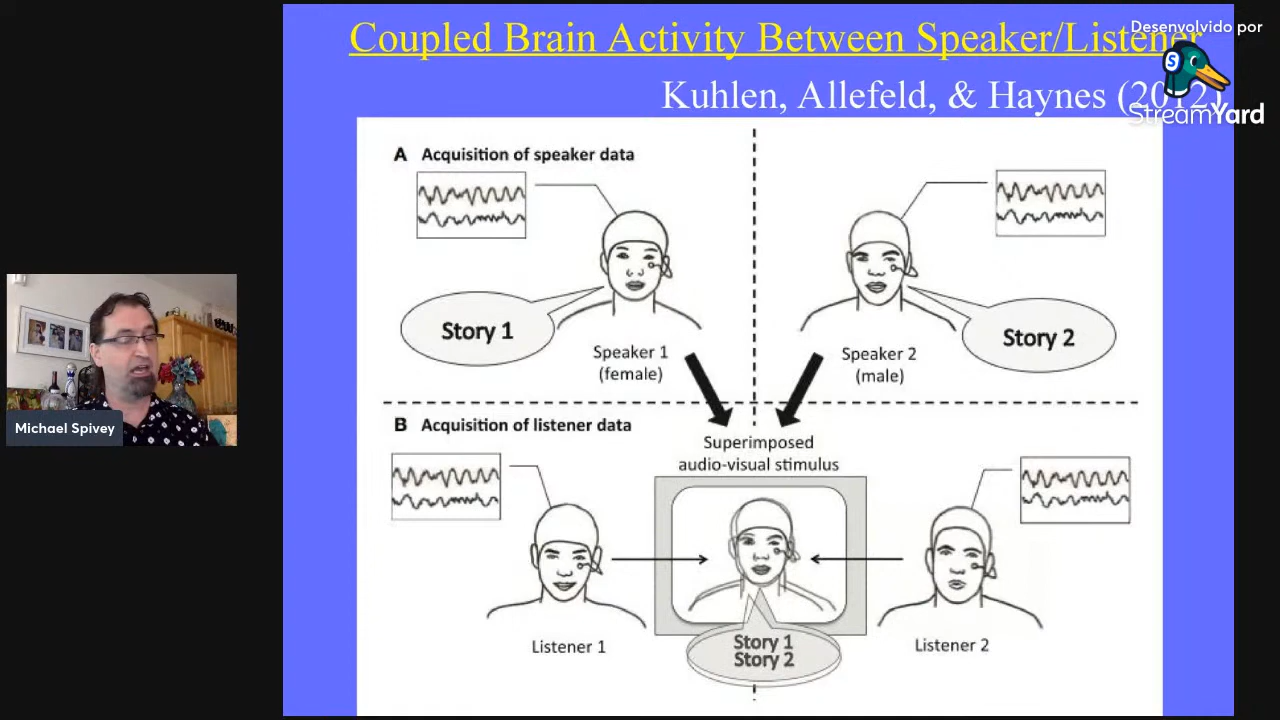 Coupled Brain Activity Between Speaker/Listener
Desenvolvido por
Kuhlen, Allefeld, & Haynes (2012)
StreamYard
A Acquisition of speaker data
Story 1
Story 2
Speaker 1
(female)
Speaker 2
(male)
B Acquisition of listener data
Superimposed
audio-visual stimulus
Michael Spivey
Listener 1
Story 1
Story 2
Listener 2